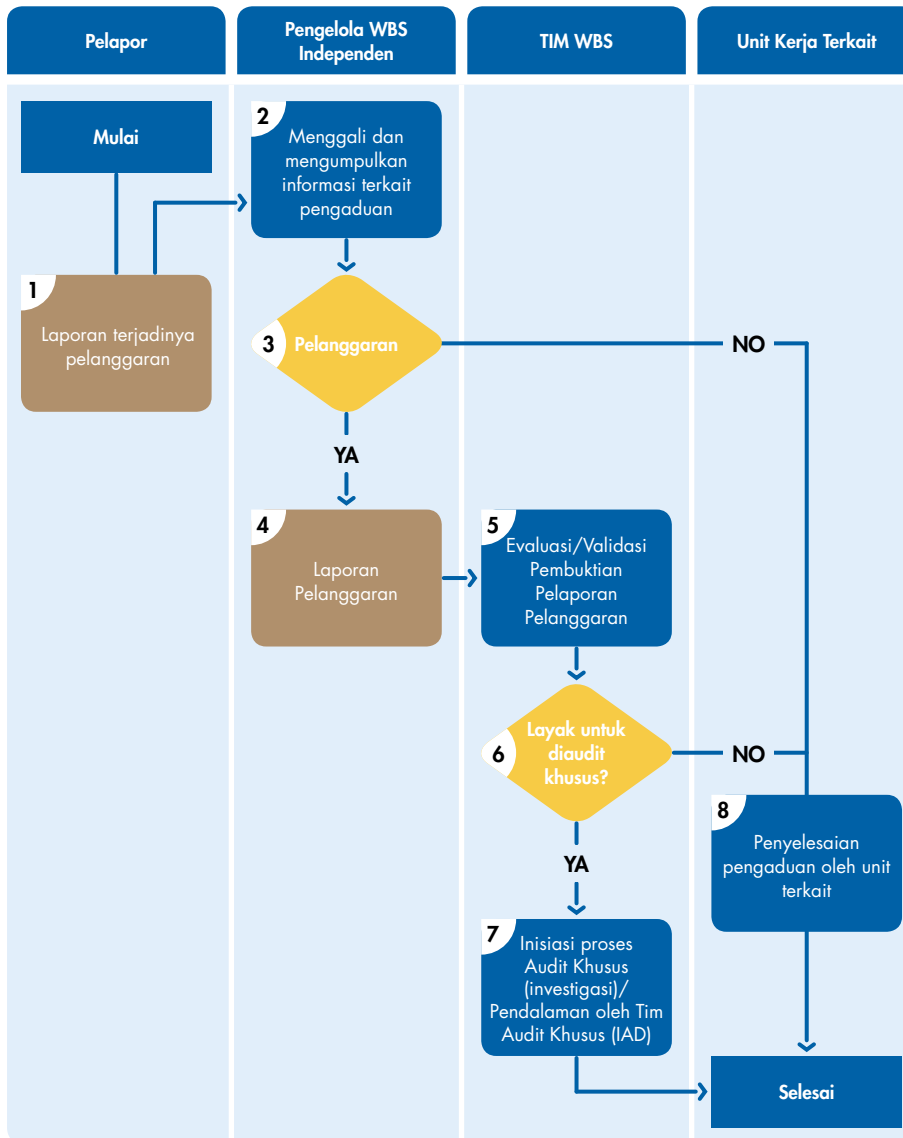 Pelapor
Pengelola WBS
Independen
TIM WBS
Unit Kerja Terkait
Mulai
2
Menggali dan
mengumpulkan
informasi terkait
pengaduan
1
Laporan terjadinya
pelanggaran
3
Pelanggaran
NO
YA
4
Laporan
Pelanggaran
5
Evaluasi/Validasi
Pembuktian
Pelaporan
Pelanggaran
6
Layak untuk
diaudit
khusus?
NO
YA
8
Penyelesaian
pengaduan oleh unit
terkait
7
Inisiasi proses
Audit Khusus
(investigasi)/
Pendalaman oleh Tim
Audit Khusus (IAD)
Selesai